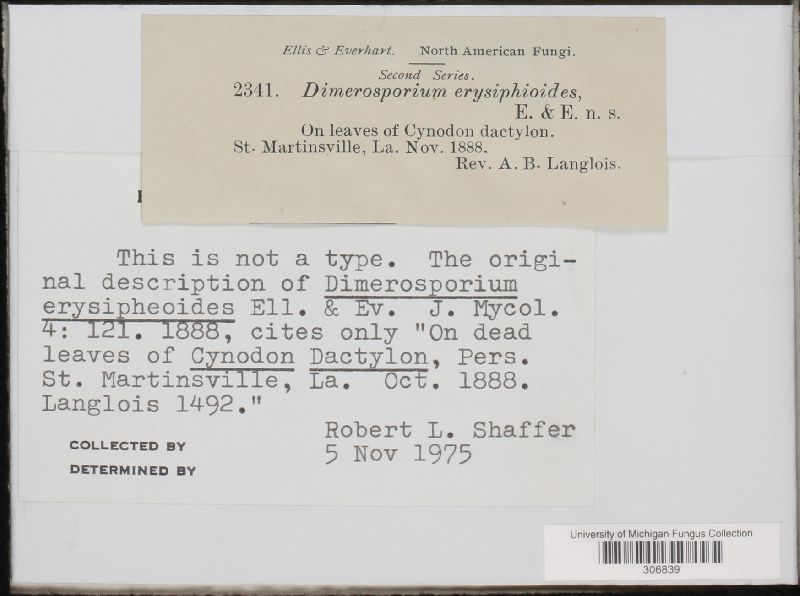 Ellis & Everhart. North American Fungi.
Second Series.
2341. Dimerosporium erysiphioides,
E. & E. n. s.
On leaves of Cynodon dactylon.
St. Martinsville, La. Nov. 1888.
Rev. A. B. Langlois.
This is not a type. The origi-
nal description of Dimerosporium
erysipheoides Ell. & Ev. J. Mycol.
4: 121. 1888, cites only "On dead
leaves of Cynodon Dactylon, Pers.
St. Martinsville, La. Oct. 1888.
Langlois 1492."
Robert L. Shaffer
5 Nov 1975
COLLECTED BY
DETERMINED BY
University of Michigan Fungus Collection
306839